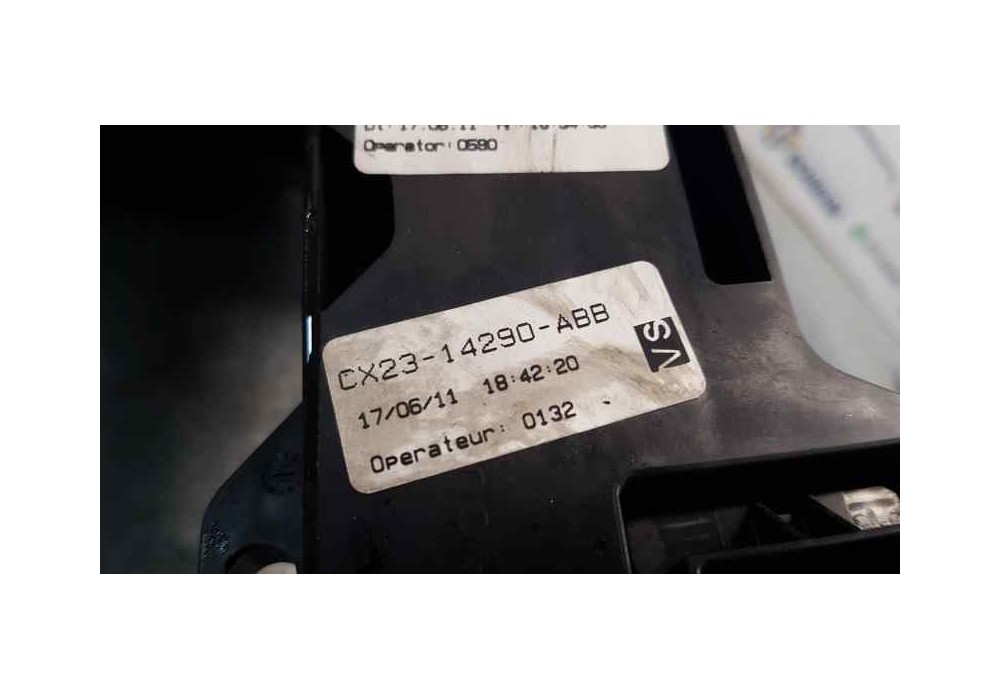 Operator: 0590
CX23-14290-ABB
17/06/11 18:42:20
Operateur: 0132
VS